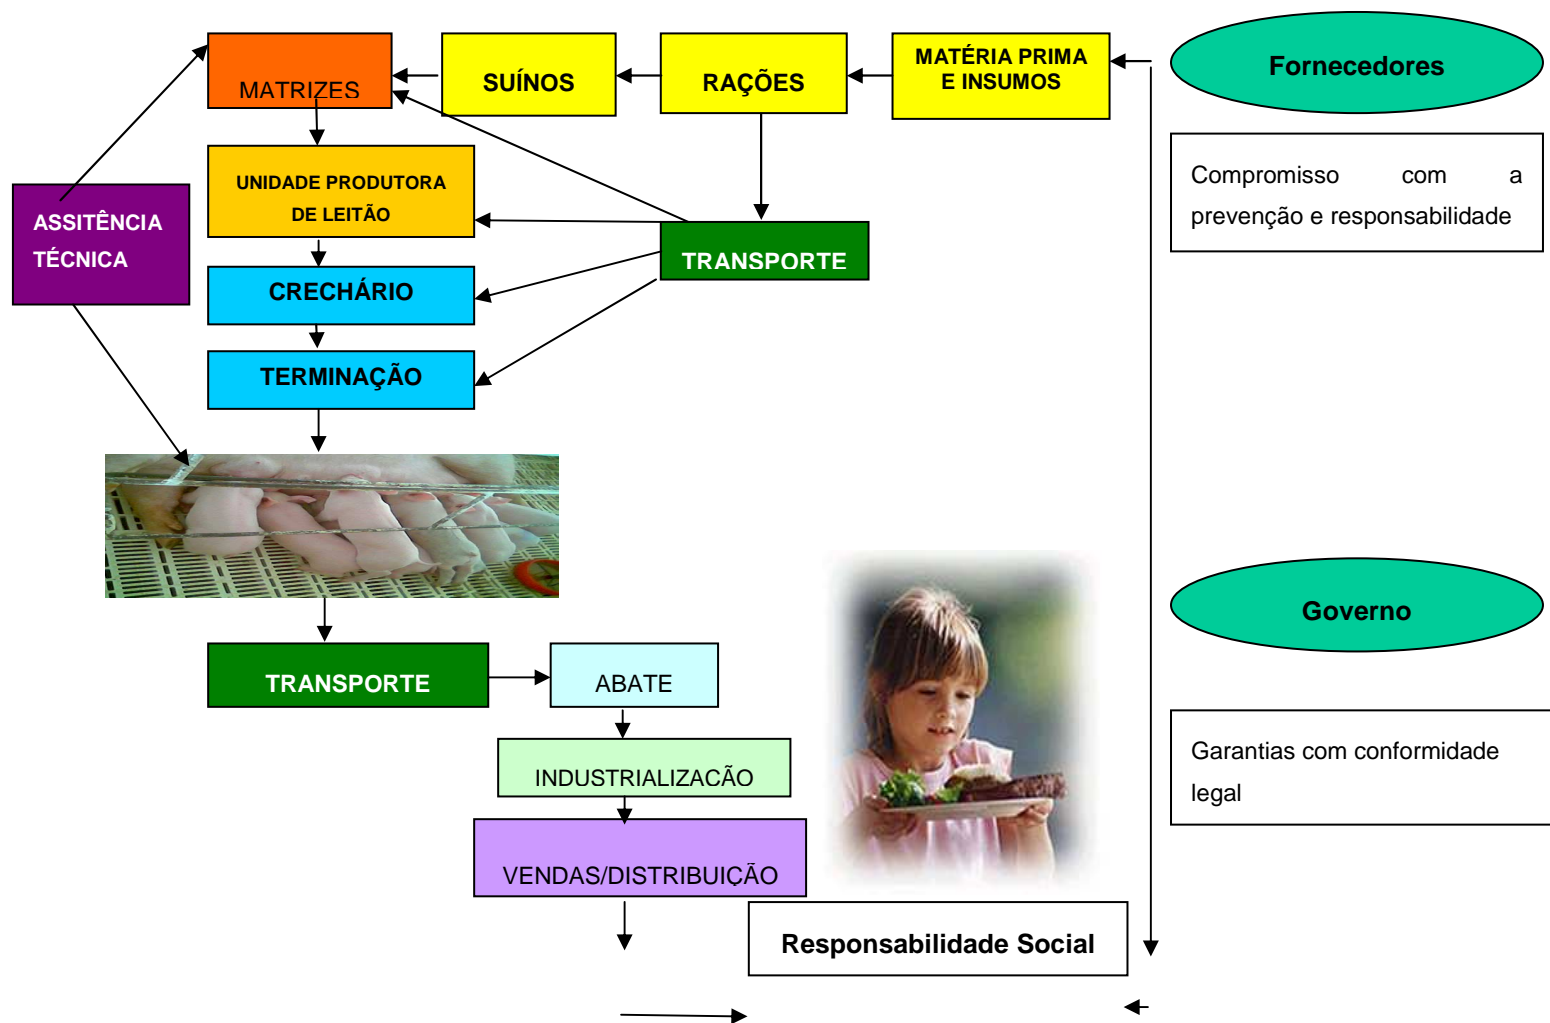 MATRIZES
SUÍNOS
RAÇÕES
MATÉRIA PRIMA
E INSUMOS
Fornecedores
Compromisso com a
prevenção e responsabilidade
UNIDADE PRODUTORA
DE LEITÃO
ASSITÊNCIA
TÉCNICA
TRANSPORTE
CRECHÁRIO
TERMINAÇÃO
Governo
TRANSPORTE
ABATE
Garantias com conformidade
legal
INDUSTRIALIZACÃO
VENDAS/DISTRIBUIÇÃO
Responsabilidade Social